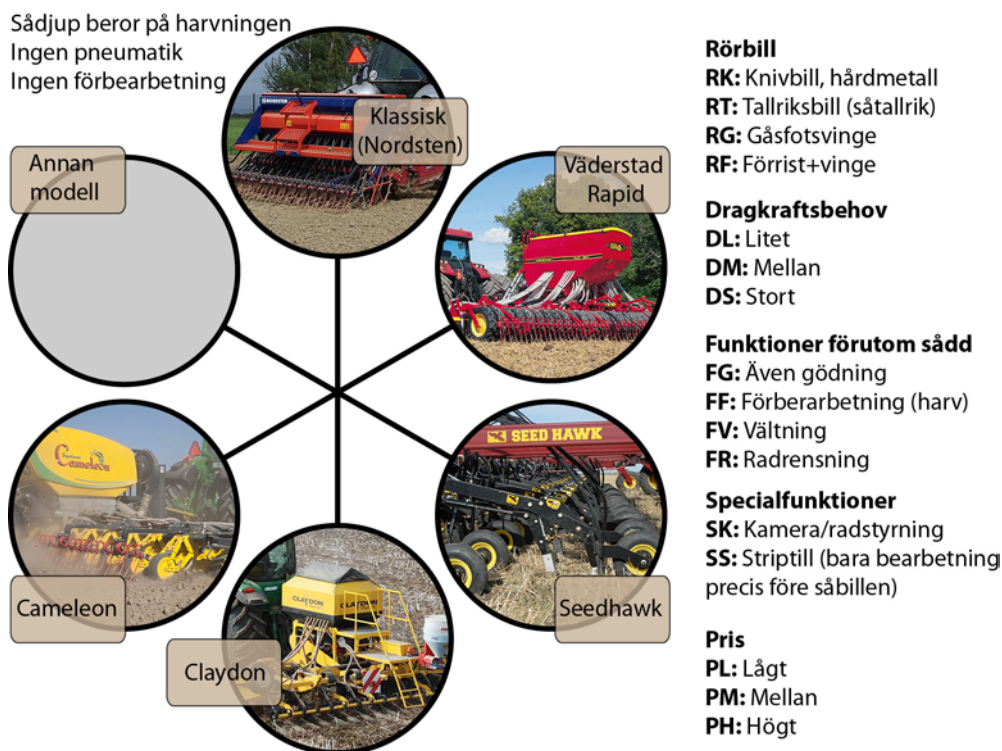 Sådjup beror på harvningen
Ingen pneumatik
Ingen förbearbetning
Klassisk
(Nordsten)
Annan
modell
Väderstad
Rapid
SEED HAWK
Cameleon
Cameleon
Seedhawk
CLAYDON
CLAYDON
Claydon
Rörbill
RK: Knivbill, hårdmetall
RT: Tallriksbill (såtallrik)
RG: Gåsfotsvinge
RF: Förrist+vinge
Dragkraftsbehov
DL: Litet
DM: Mellan
DS: Stort
Funktioner förutom sådd
FG: Även gödning
FF: Förberarbetning (harv)
FV: Vältning
FR: Radrensning
Specialfunktioner
SK: Kamera/radstyrning
SS: Striptill (bara bearbetning
precis före såbillen)
Pris
PL: Lågt
PM: Mellan
PH: Högt